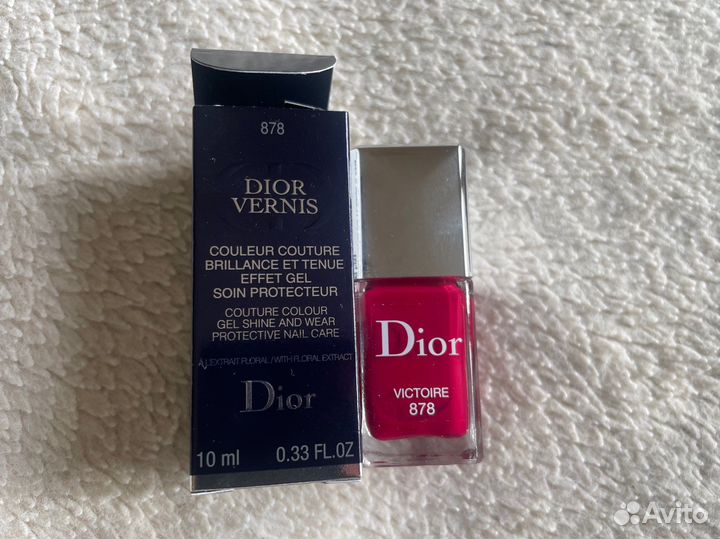 878
DIOR
VERNIS
COULEUR COUTURE
BRILLANCE ET TENUE
EFFET GEL
SOIN PROTECTEUR
COUTURE COLOUR
GEL SHINE AND WEAR
PROTECTIVE NAIL CARE
À L'EXTRAIT FLORAL / WITH FLORAL EXTRACT
Dior
10 ml 0.33 FL.OZ
Dior
VICTOIRE
878
Avito